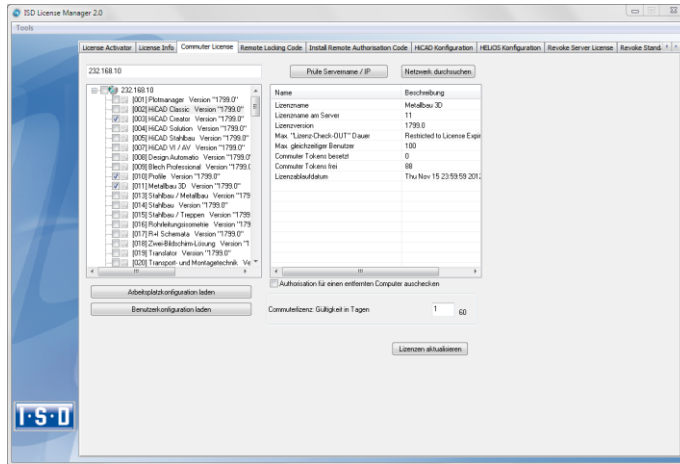 ISD License Manager 2.0
Tools
License Activator License Info Commuter License Remote Locking Code Install Remote Authorisation Code HiCAD Konfiguration HELiOS Konfiguration Revoke Server License Revoke Stand-
232.168.10 Prüfe Servername / IP Netzwerk durchsuchen
232.168.10
[001] Plotmanager Version "1799.0"
[002] HiCAD Classic Version "1799.0"
[003] HiCAD Creator Version "1799.0"
[004] HiCAD Solution Version "1799.0"
[005] HiCAD Stahlbau Version "1799.0"
[007] HiCAD V1 / AV Version "1799.0"
[008] Design Automatio Version "1799.0"
[009] Blech Professional Version "1799.(
[010] Profile Version "1799.0"
[011] Metallbau 3D Version "1799.0"
[013] Stahlbau / Metallbau Version "179
[014] Stahlbau Version "1799.0"
[015] Stahlbau / Treppen Version "1799
[016] Rohrleitungsisometrie Version "179
[017] R+I Schemata Version "1799.0"
[018] Zwei-Bildschirm-Lösung Version "1
[019] Translator Version "1799.0"
[020] Transport- und Montagetechnik Ve
Name Beschreibung
Lizenzname Metallbau 3D
Lizenzname am Server 11
Lizenzversion 1799.0
Max. "Lizenz-Check-OUT" Dauer Restricted to License Expir
Max. gleichzeitiger Benutzer 100
Commuter Tokens besetzt 0
Commuter Tokens frei 88
Lizenzablaufdatum Thu Nov 15 23:59:59 201
Authorisation für einen entfernten Computer auschecken
Arbeitsplatzkonfiguration laden
Benutzerkonfiguration laden
Commuterlizenz: Gültigkeit in Tagen 1 60
Lizenzen aktualisieren
I·S·D